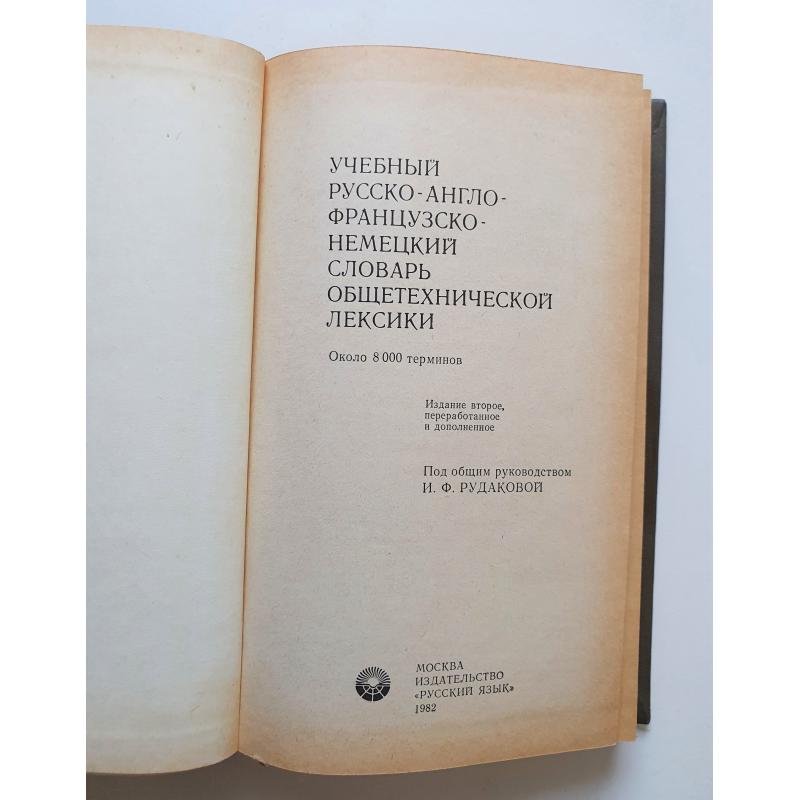 УЧЕБНЫЙ
РУССКО-АНГЛО-
ФРАНЦУЗСКО-
НЕМЕЦКИЙ
СЛОВАРЬ
ОБЩЕТЕХНИЧЕСКОЙ
ЛЕКСИКИ
Около 8 000 терминов
Издание второе,
переработанное
и дополненное
Под общим руководством
И. Ф. РУДАКОВОЙ
МОСКВА
ИЗДАТЕЛЬСТВО
«РУССКИЙ ЯЗЫК»
1982